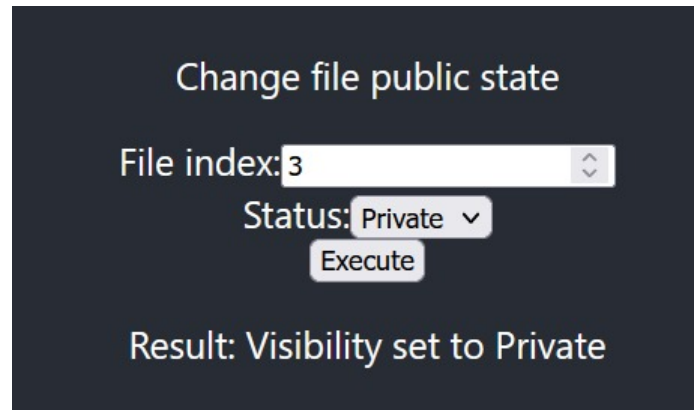 Change file public state
File index: 3
Status: Private
Execute
Result: Visibility set to Private